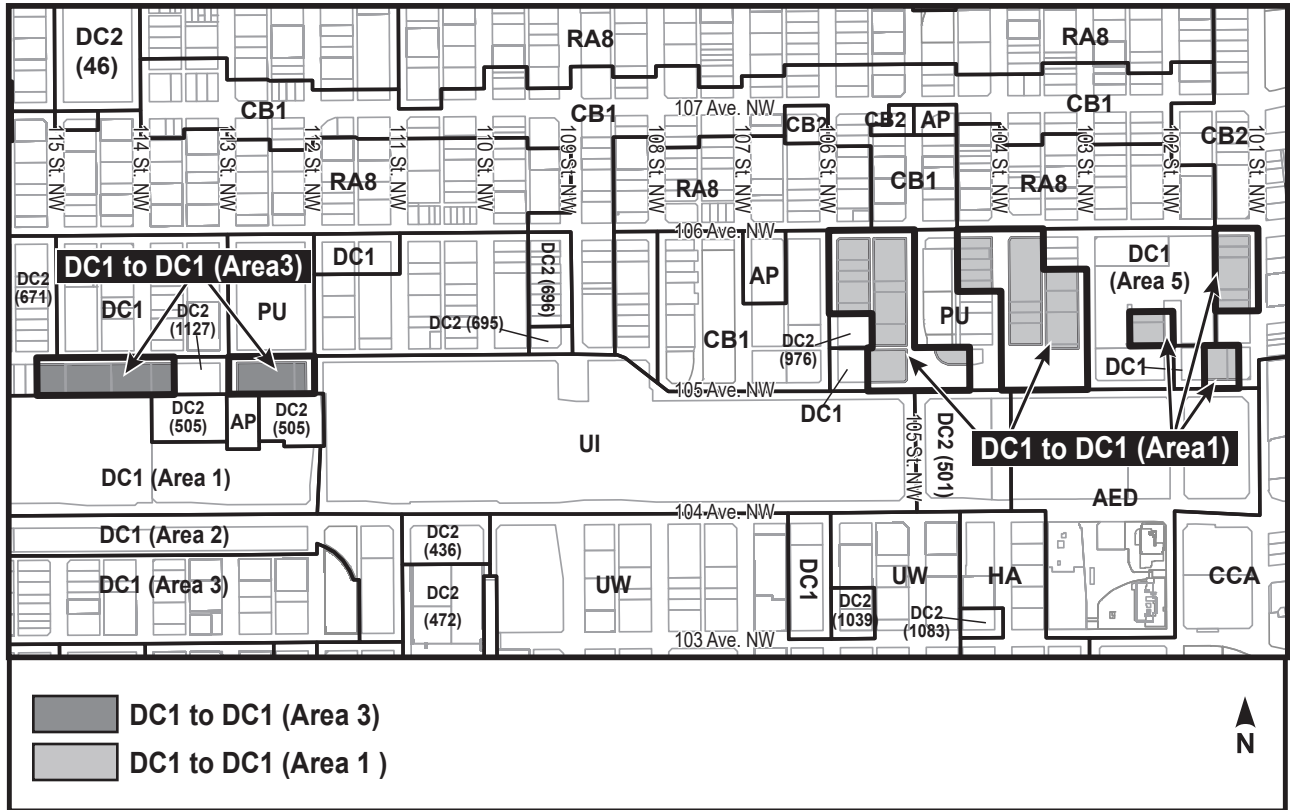 DC2
(46)
RA8
RA8
CB1
CB1
107 Ave. NW
CB1
CB2
CB2
AP
CB2
115 St. NW
114 St. NW
113 St. NW
112 St. NW
111 St. NW
110 St. NW
109 St. NW
108 St. NW
107 St. NW
106 St. NW
104 St. NW
103 St. NW
102 St. NW
101 St. NW
RA8
RA8
CB1
RA8
106 Ave. NW
DC2
(671)
DC1 to DC1 (Area3)
DC1
DC2
(1127)
PU
DC1
DC2 (696)
DC2 (695)
AP
CB1
DC2
(976)
DC1
PU
DC1
(Area 5)
DC1
105 Ave. NW
DC2
(505)
AP
DC2
(505)
DC1 (Area 1)
UI
105 St. NW
DC2 (501)
DC1 to DC1 (Area1)
AED
104 Ave. NW
DC1 (Area 2)
DC1 (Area 3)
DC2
(436)
DC2
(472)
UW
DC1
DC2
(1039)
UW
DC2
(1083)
HA
CCA
103 Ave. NW
DC1 to DC1 (Area 3)
DC1 to DC1 (Area 1 )
N